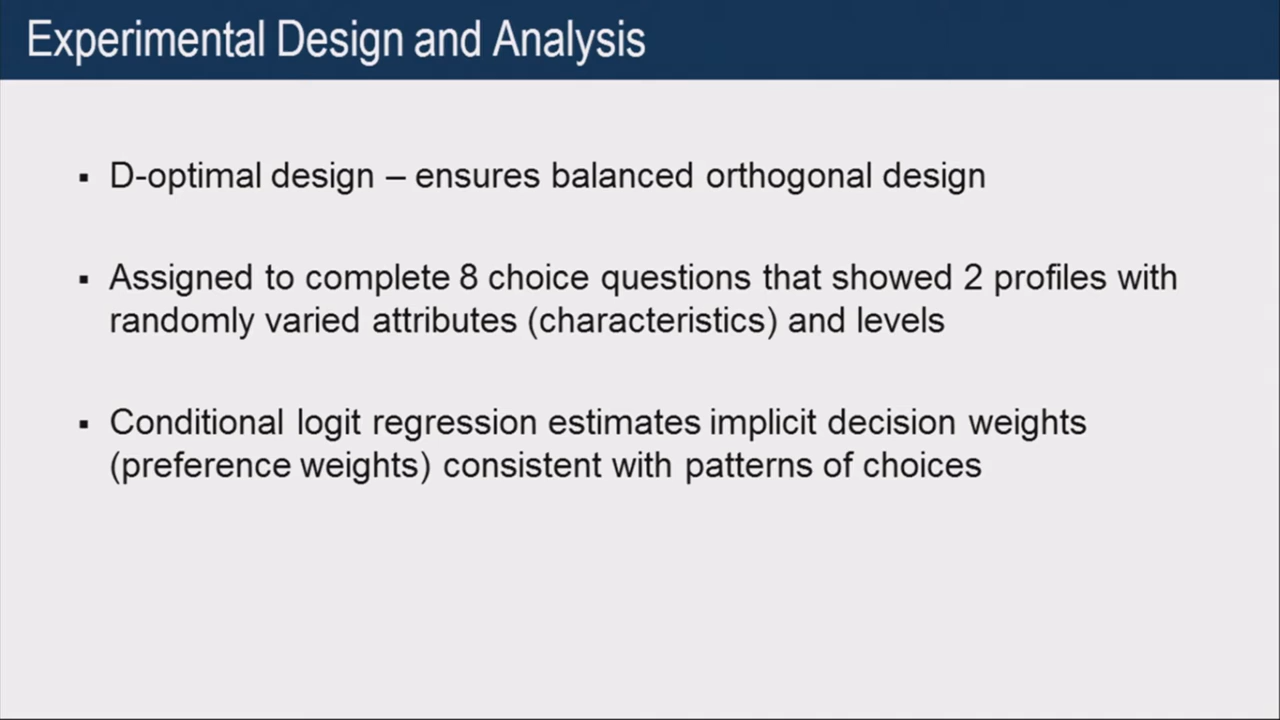 Experimental Design and Analysis
▪ D-optimal design – ensures balanced orthogonal design
▪ Assigned to complete 8 choice questions that showed 2 profiles with
randomly varied attributes (characteristics) and levels
▪ Conditional logit regression estimates implicit decision weights
(preference weights) consistent with patterns of choices